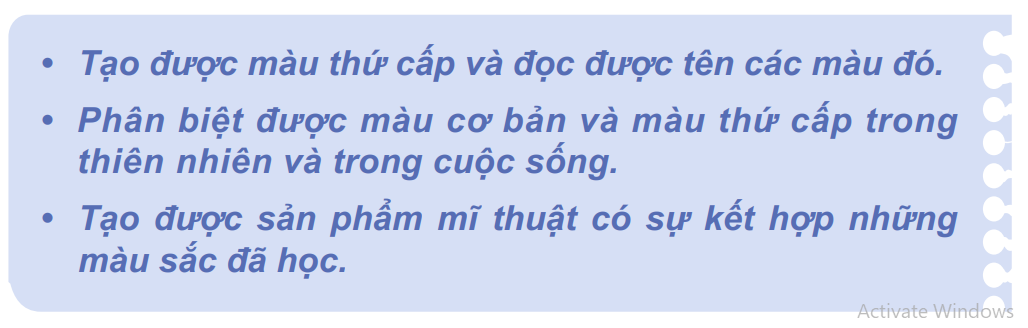 • Tạo được màu thứ cấp và đọc được tên các màu đó.
• Phân biệt được màu cơ bản và màu thứ cấp trong
thiên nhiên và trong cuộc sống.
• Tạo được sản phẩm mĩ thuật có sự kết hợp những
màu sắc đã học.
Activate Windows